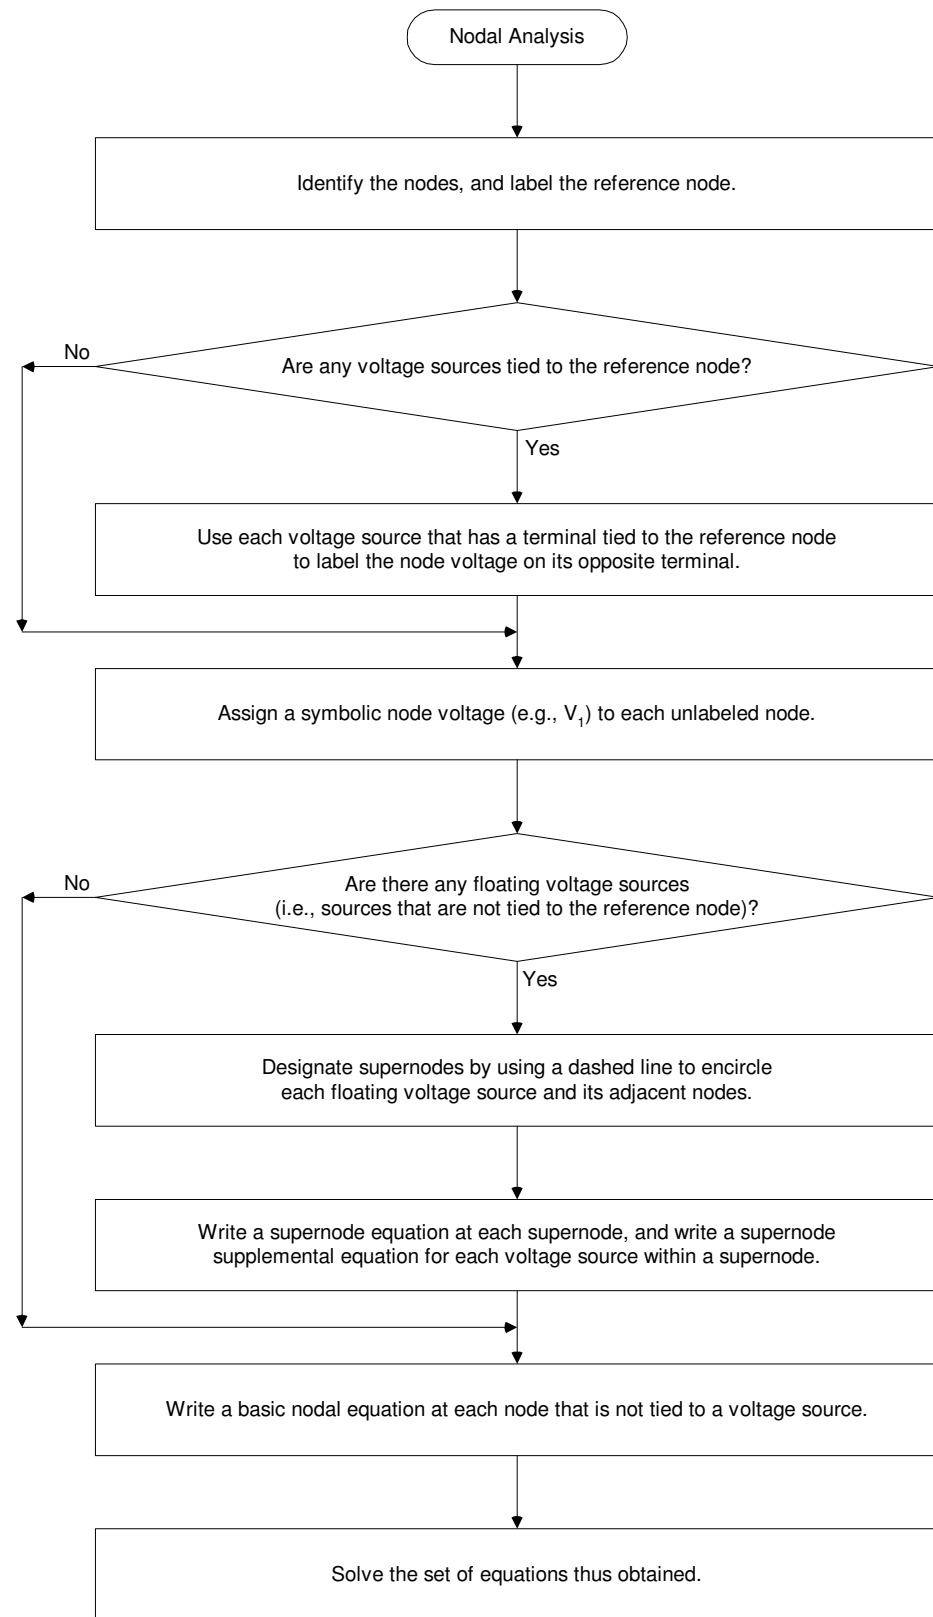 Nodal Analysis
Identify the nodes, and label the reference node.
No
Are any voltage sources tied to the reference node?
Yes
Use each voltage source that has a terminal tied to the reference node
to label the node voltage on its opposite terminal.
Assign a symbolic node voltage (e.g., V₁) to each unlabeled node.
No
Are there any floating voltage sources
(i.e., sources that are not tied to the reference node)?
Yes
Designate supernodes by using a dashed line to encircle
each floating voltage source and its adjacent nodes.
Write a supernode equation at each supernode, and write a supernode
supplemental equation for each voltage source within a supernode.
Write a basic nodal equation at each node that is not tied to a voltage source.
Solve the set of equations thus obtained.